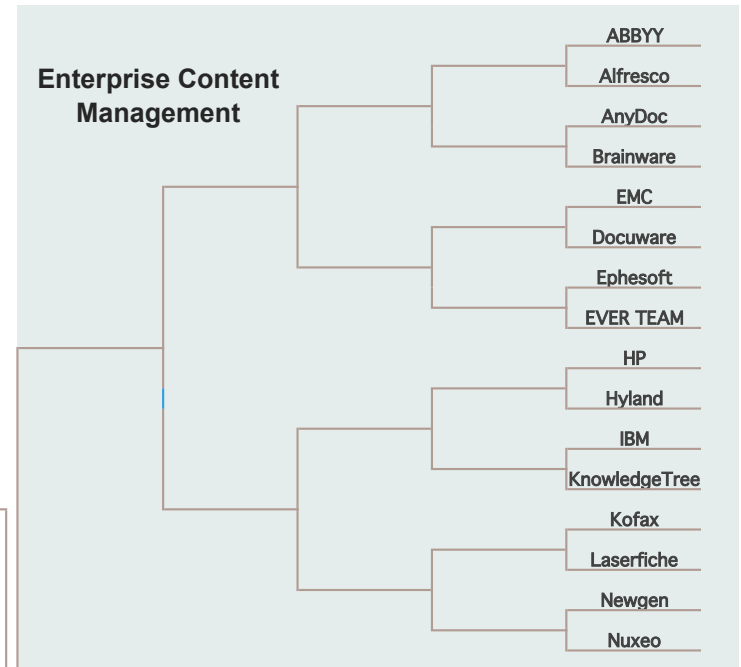 Enterprise Content
Management
ABBYY
Alfresco
AnyDoc
Brainware
EMC
Docuware
Ephesoft
EVER TEAM
HP
Hyland
IBM
KnowledgeTree
Kofax
Laserfiche
Newgen
Nuxeo